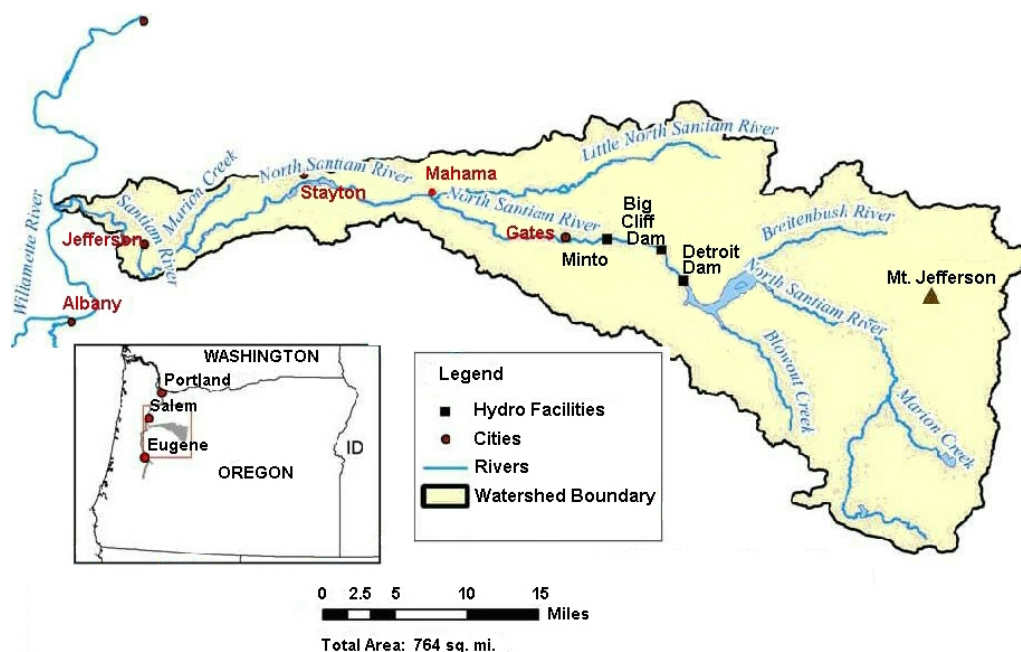 Little North Santiam River
Mahama
North Santiam River
Marion Creek
Stayton
North Santiam River
Big
Cliff
Dam
Breitenbush River
Santiam River
Jefferson
Gates
Minto
Detroit
Dam
Mt. Jefferson
North Santiam River
Williamette River
Albany
Blowout Creek
Marion Creek
WASHINGTON
Portland
Salem
Eugene
OREGON
ID
Legend
Hydro Facilities
Cities
Rivers
Watershed Boundary
0 2.5 5 10 15
Miles
Total Area: 764 sq. mi.